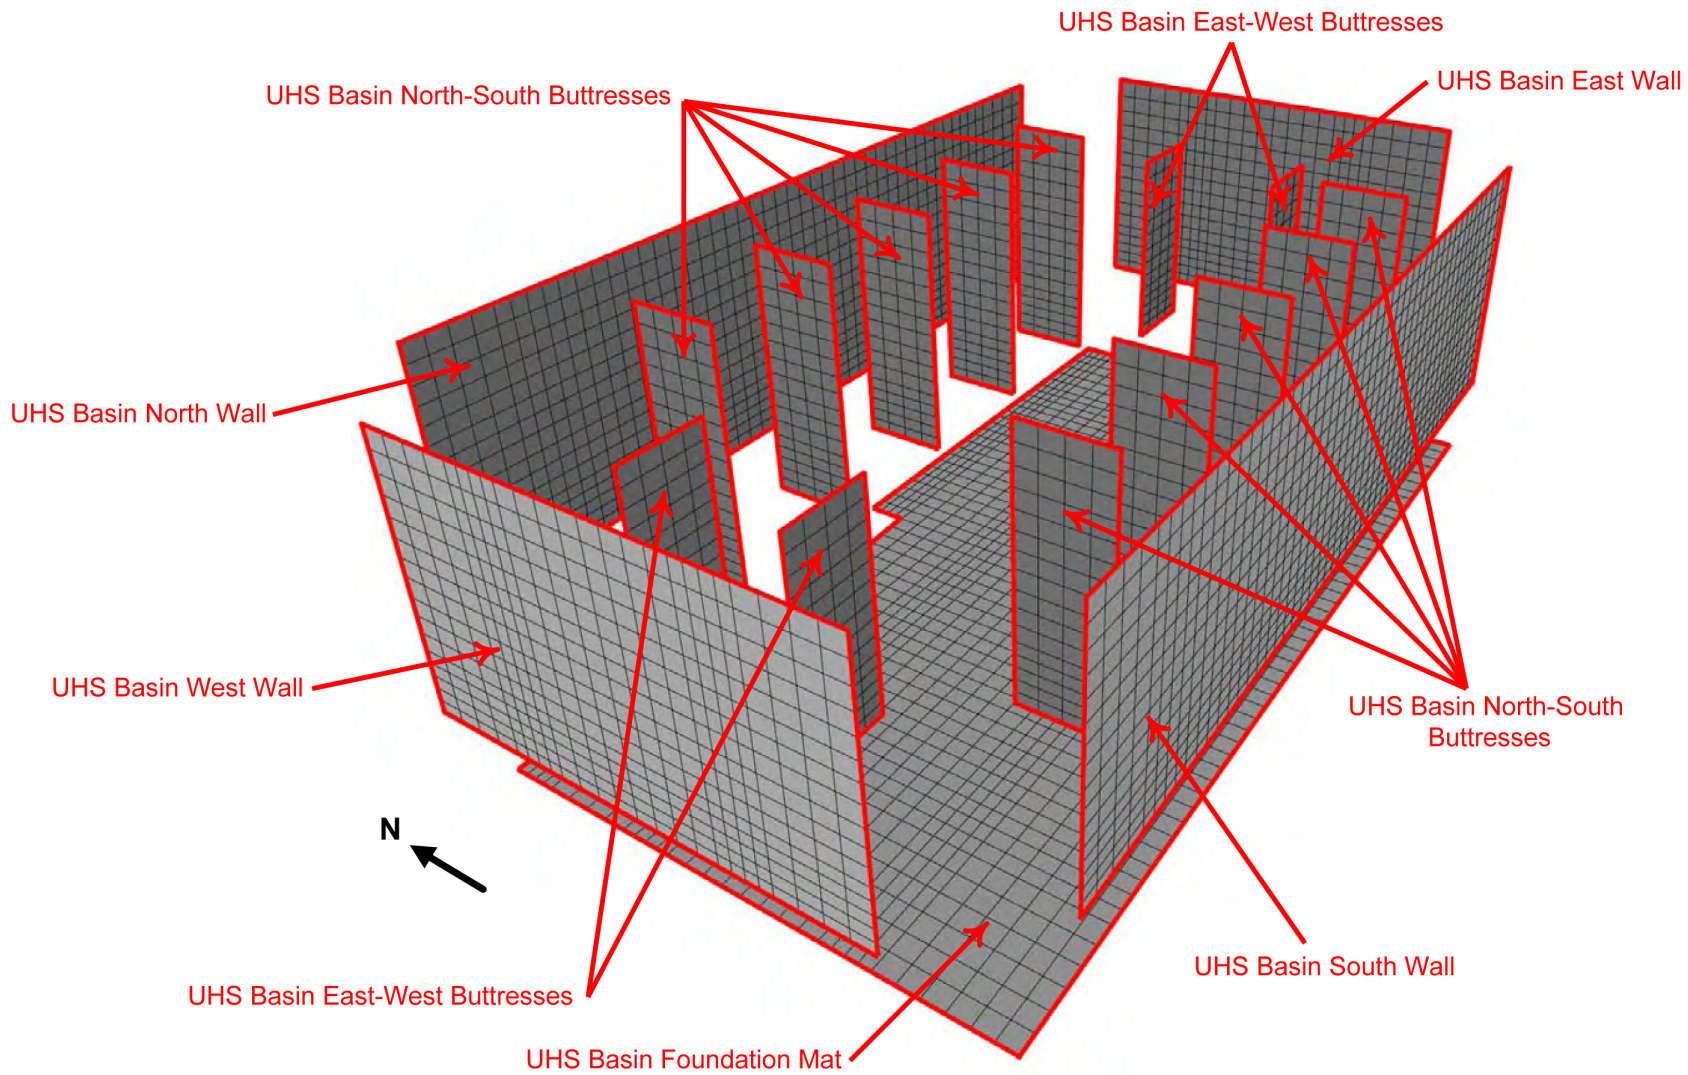 UHS Basin East-West Buttresses
UHS Basin East Wall
UHS Basin North-South Buttresses
UHS Basin North Wall
UHS Basin West Wall
UHS Basin North-South
Buttresses
N
UHS Basin South Wall
UHS Basin East-West Buttresses
UHS Basin Foundation Mat